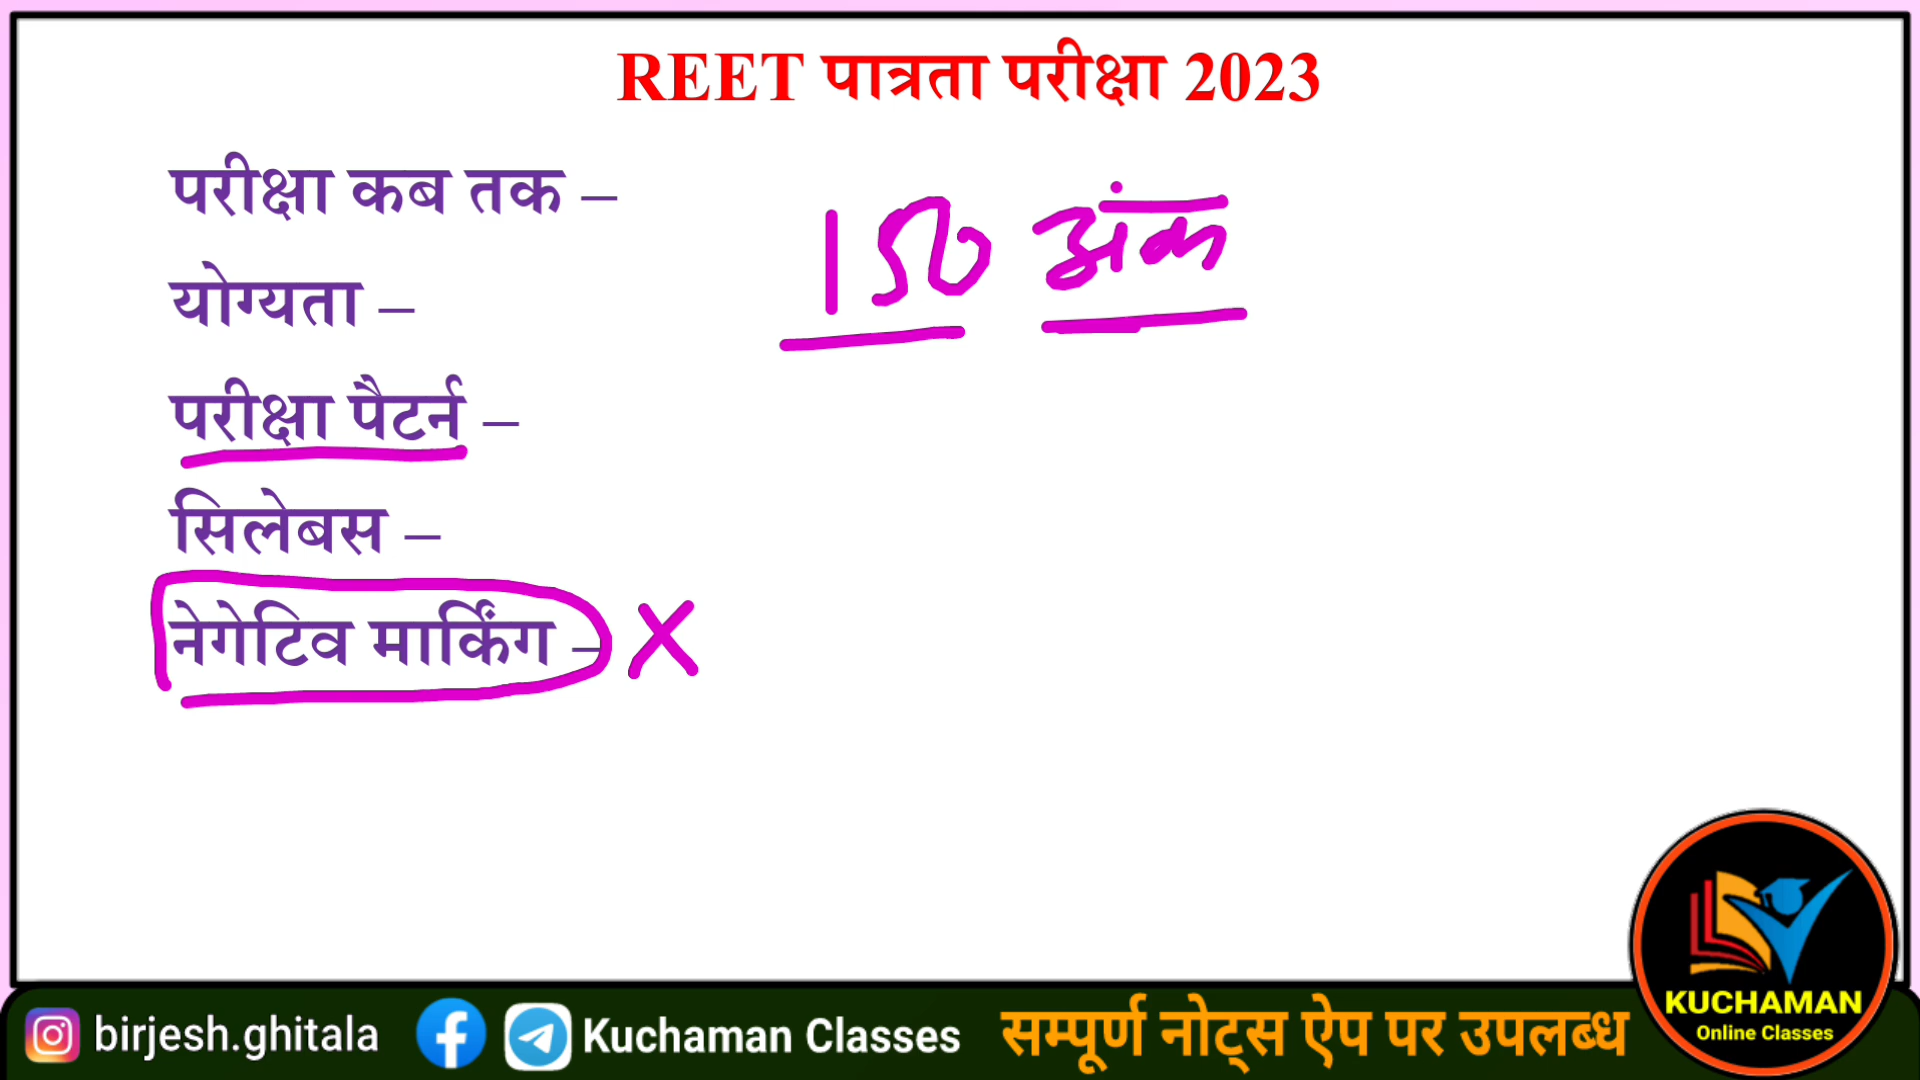 REET पात्रता परीक्षा 2023
परीक्षा कब तक –
150 अंक
योग्यता –
परीक्षा पैटर्न –
सिलेबस –
नेगेटिव मार्किंग – X
KUCHAMAN
Online Classes
birjesh.ghitala
Kuchaman Classes
सम्पूर्ण नोट्स ऐप पर उपलब्ध